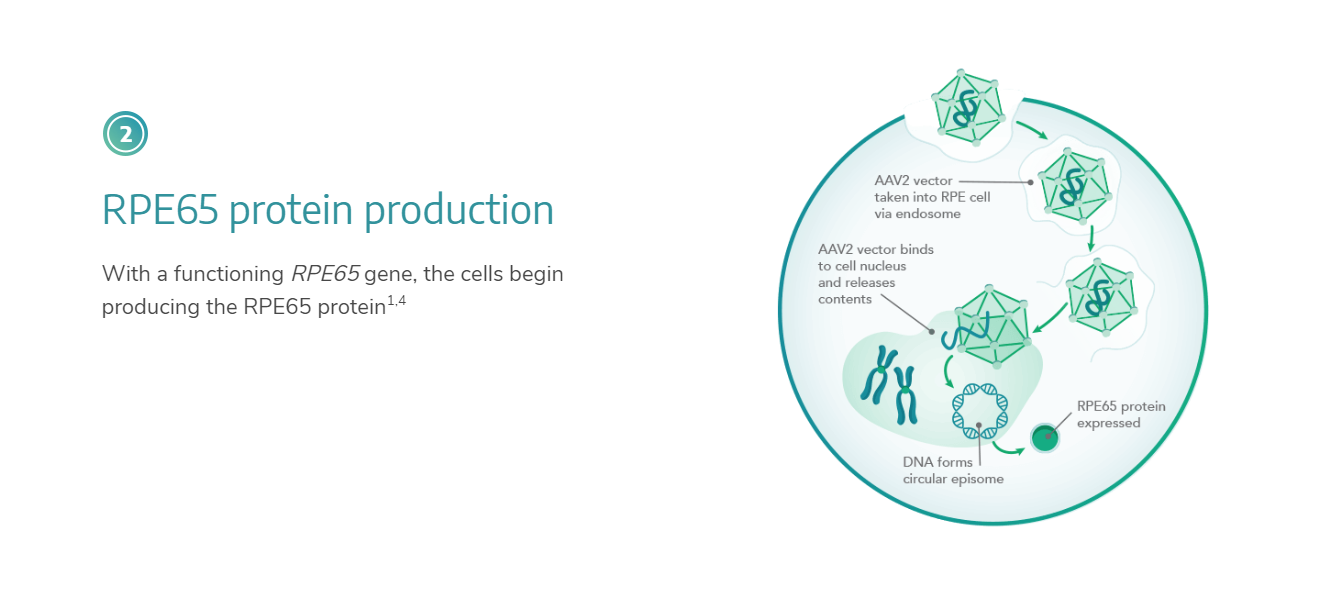 2
RPE65 protein production
With a functioning RPE65 gene, the cells begin
producing the RPE65 protein1,4
AAV2 vector
taken into RPE cell
via endosome
AAV2 vector binds
to cell nucleus
and releases
contents
RPE65 protein
expressed
DNA forms
circular episome